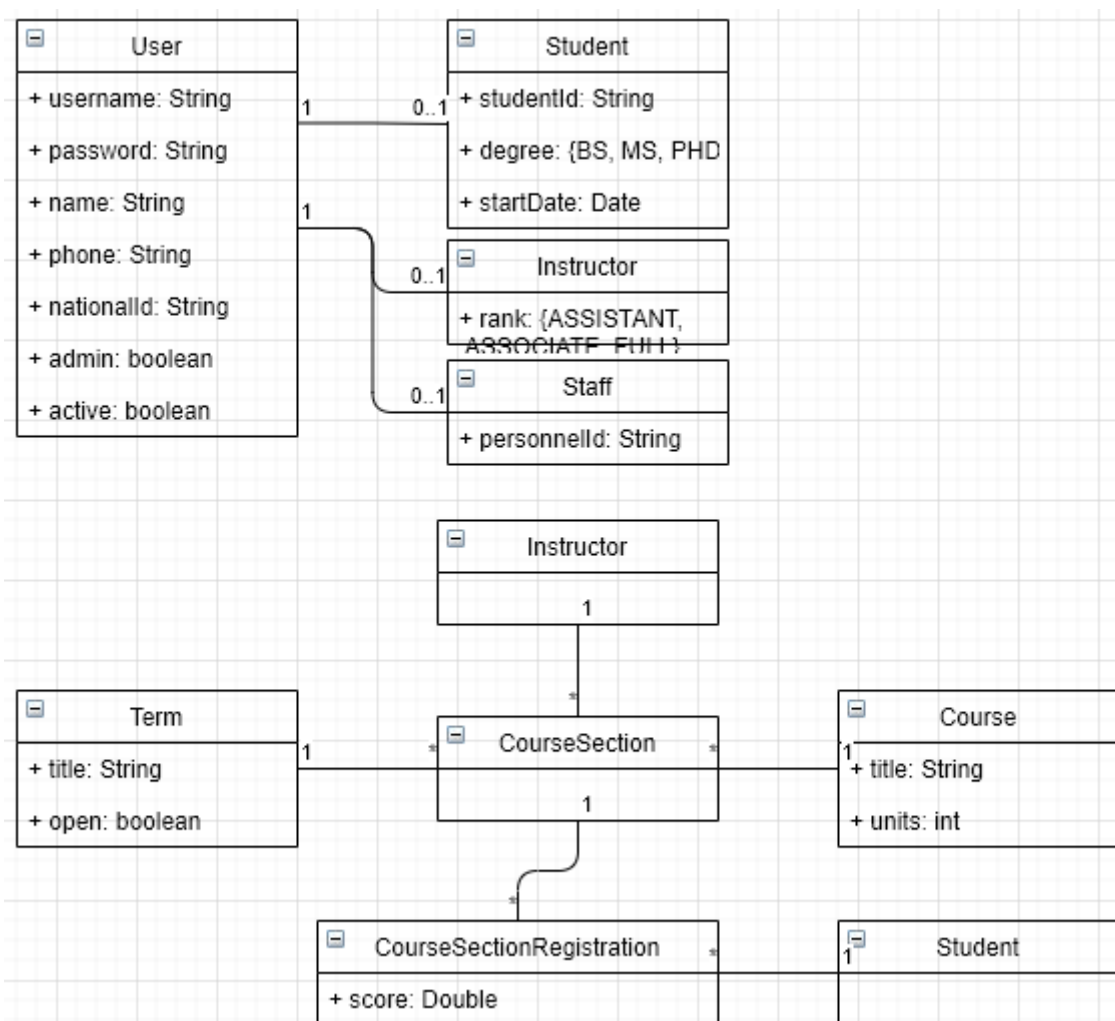 User
+ username: String
+ password: String
+ name: String
+ phone: String
+ nationalId: String
+ admin: boolean
+ active: boolean
1
0..1
1
0..1
0..1
Student
+ studentId: String
+ degree: {BS, MS, PHD
+ startDate: Date
Instructor
+ rank: {ASSISTANT,
ASSOCIATE, FULL}
Staff
+ personnelId: String
Instructor
1
*
Term
+ title: String
+ open: boolean
1
*
CourseSection
*
1
1
Course
+ title: String
+ units: int
*
CourseSectionRegistration
+ score: Double
*
1
Student